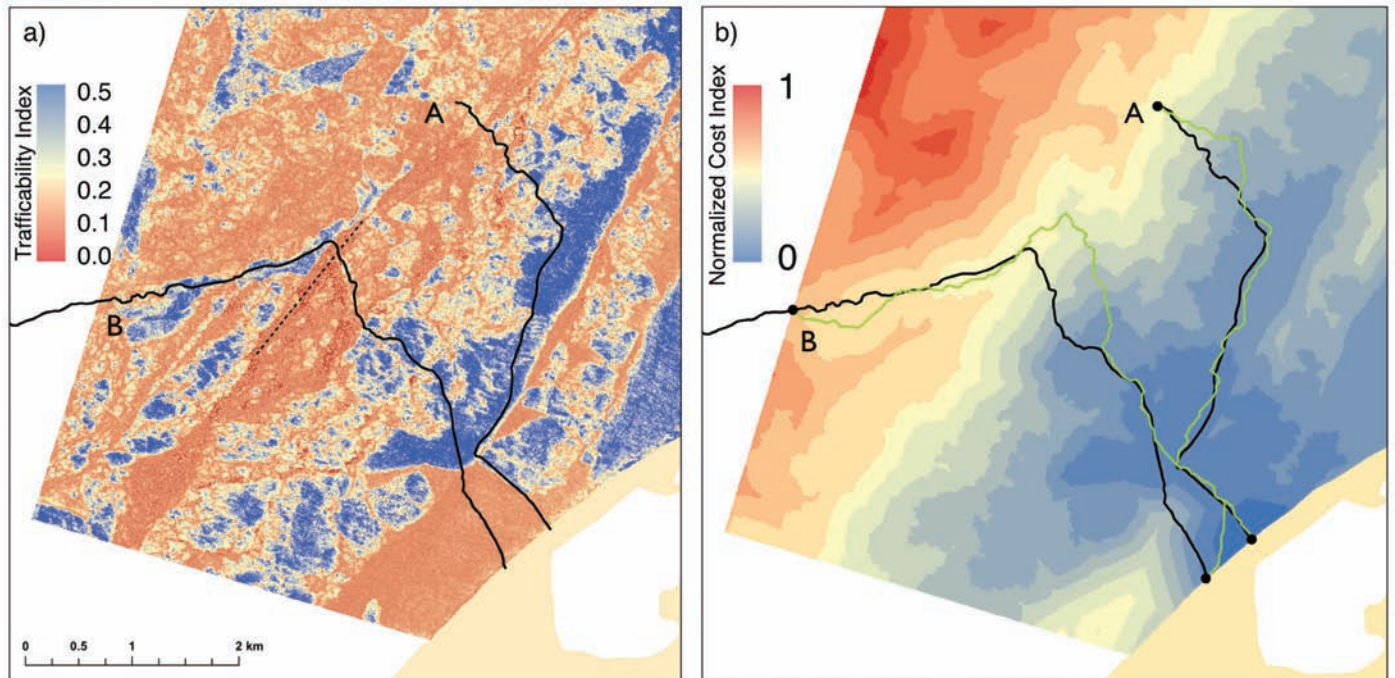 a)
Trafficability Index
0.5
0.4
0.3
0.2
0.1
0.0
A
B
0 0.5 1 2 km
b)
Normalized Cost Index
1
0
A
B